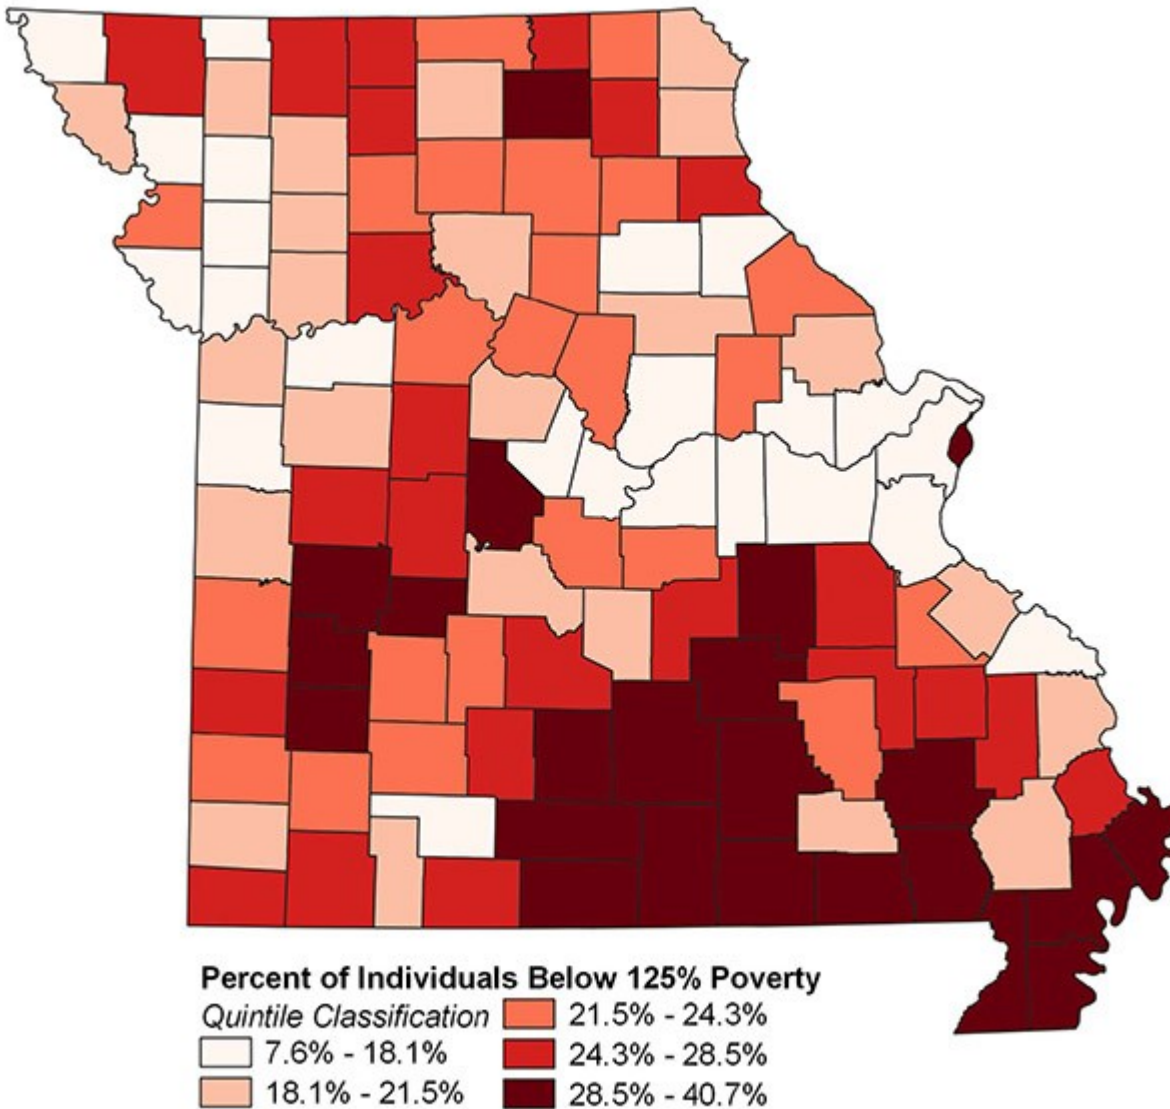 Percent of Individuals Below 125% Poverty
Quintile Classification
7.6% - 18.1%
18.1% - 21.5%
21.5% - 24.3%
24.3% - 28.5%
28.5% - 40.7%